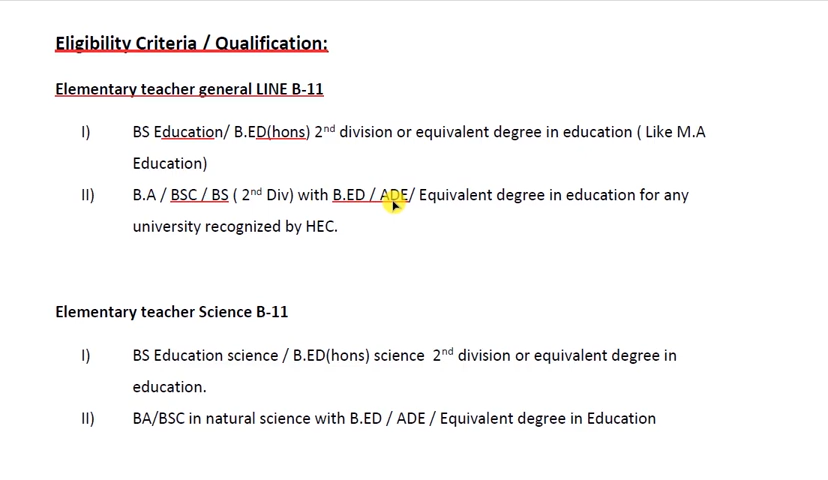 Eligibility Criteria / Qualification:
Elementary teacher general LINE B-11
I) BS Education/ B.ED(hons) 2nd division or equivalent degree in education ( Like M.A
Education)
II) B.A / BSC / BS ( 2nd Div) with B.ED / ADE/ Equivalent degree in education for any
university recognized by HEC.
Elementary teacher Science B-11
I) BS Education science / B.ED(hons) science 2nd division or equivalent degree in
education.
II) BA/BSC in natural science with B.ED / ADE / Equivalent degree in Education